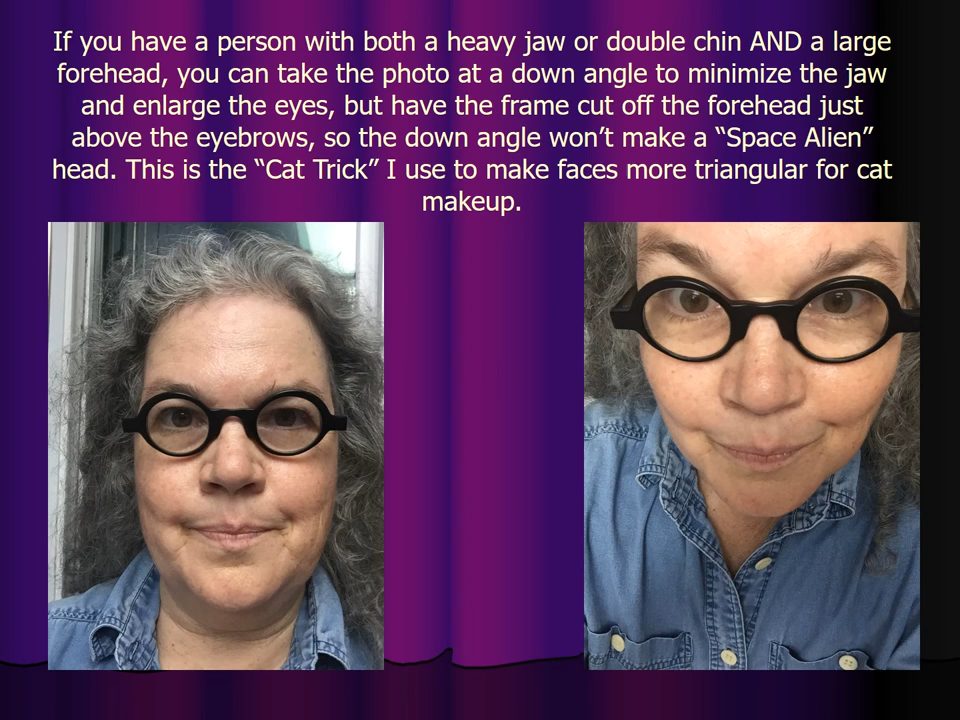 If you have a person with both a heavy jaw or double chin AND a large
forehead, you can take the photo at a down angle to minimize the jaw
and enlarge the eyes, but have the frame cut off the forehead just
above the eyebrows, so the down angle won’t make a “Space Alien”
head. This is the “Cat Trick” I use to make faces more triangular for cat
makeup.